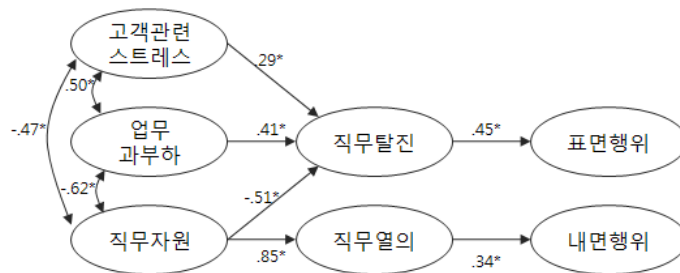 고객관련
스트레스
.29*
.50*
-.47*
업무
과부하
.41*
직무탈진
.45*
표면행위
-.62*
-.51*
직무자원
.85*
직무열의
.34*
내면행위